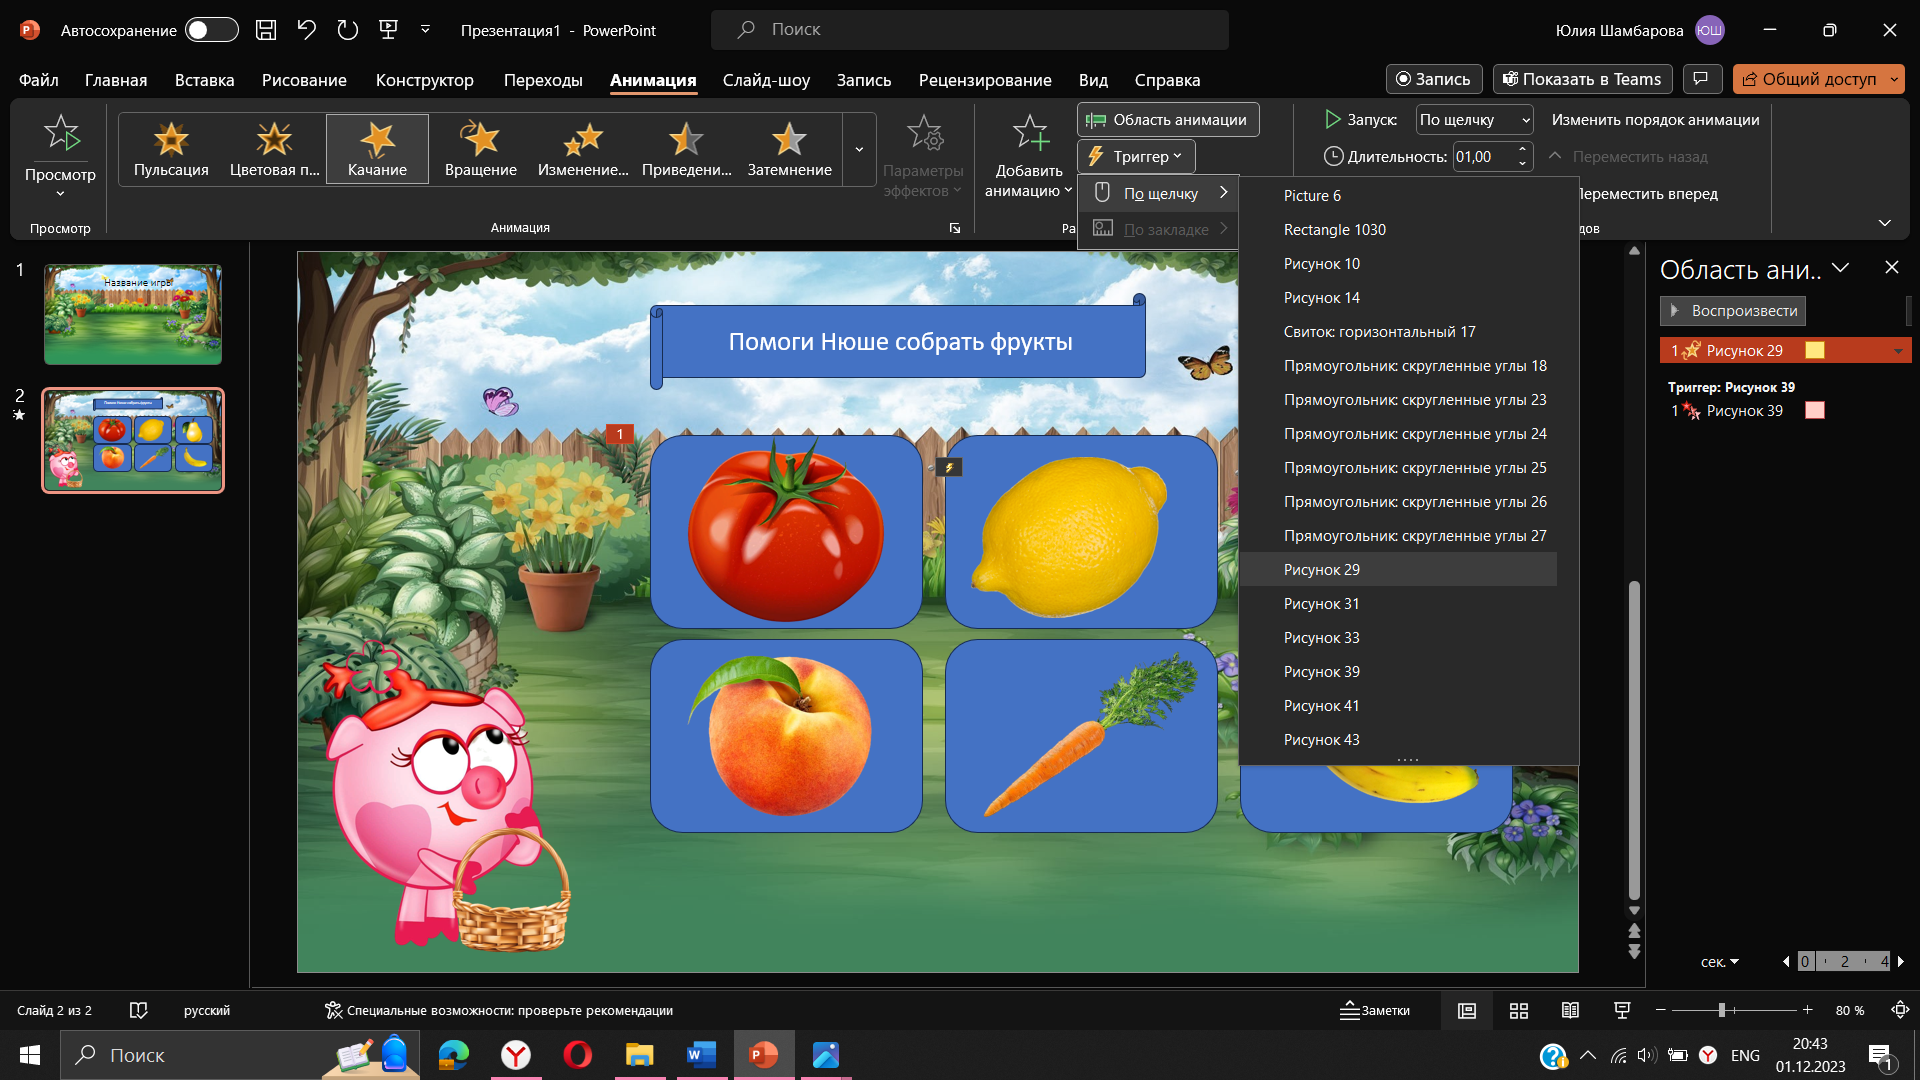 Автосохранение
Презентация1 - PowerPoint
Поиск
Юлия Шамбарова
ЮШ
Файл Главная Вставка Рисование Конструктор Переходы Анимация Слайд-шоу Запись Рецензирование Вид Справка
Запись
Показать в Teams
Общий доступ
Просмотр
Просмотр
Пульсация
Цветовая п...
Качание
Вращение
Изменение...
Приведени...
Затемнение
Параметры
эффектов
Анимация
Добавить
анимацию
Область анимации
Триггер
Ра
Запуск: По щелчку
Длительность: 01,00
Изменить порядок анимации
Переместить назад
Переместить вперед
дов
По щелчку
По закладке
Picture 6
Rectangle 1030
Рисунок 10
Рисунок 14
Свиток: горизонтальный 17
Прямоугольник: скругленные углы 18
Прямоугольник: скругленные углы 23
Прямоугольник: скругленные углы 24
Прямоугольник: скругленные углы 25
Прямоугольник: скругленные углы 26
Прямоугольник: скругленные углы 27
Рисунок 29
Рисунок 31
Рисунок 33
Рисунок 39
Рисунок 41
Рисунок 43
1
Название игры
2
Помоги Нюше собрать фрукты
Помоги Нюше собрать фрукты
1
Область ани..
Воспроизвести
1 Рисунок 29
Триггер: Рисунок 39
1 Рисунок 39
сек. 0 2 4
Слайд 2 из 2
русский
Специальные возможности: проверьте рекомендации
Заметки
80 %
Поиск
ENG
20:43
01.12.2023
1